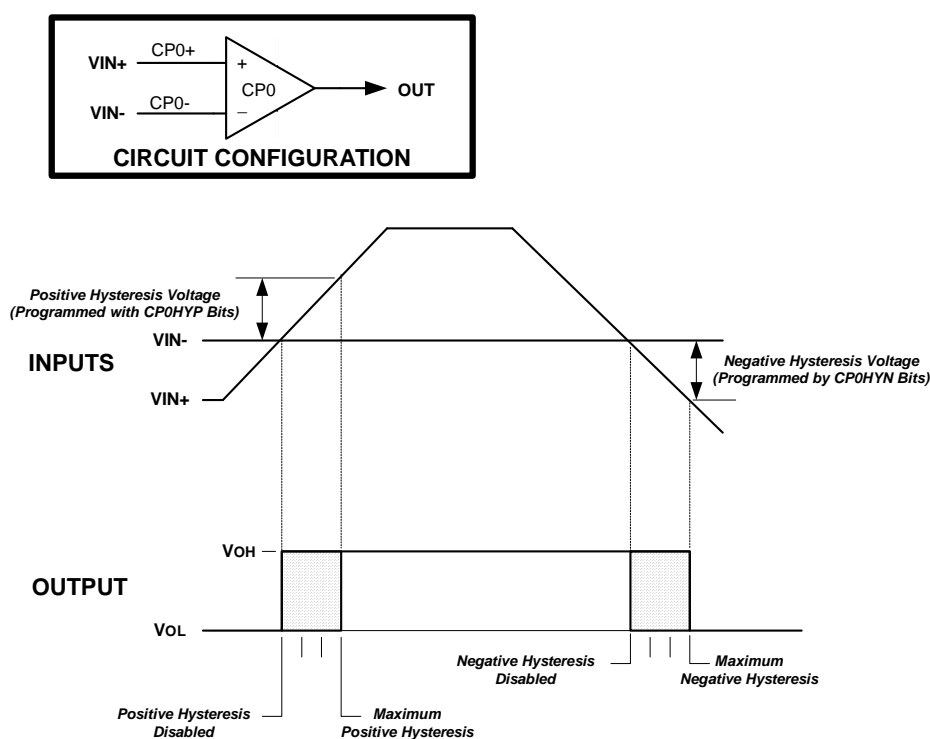 VIN+
CP0+
+
CP0
OUT
VIN-
CP0-
−
CIRCUIT CONFIGURATION
Positive Hysteresis Voltage
(Programmed with CP0HYP Bits)
VIN-
INPUTS
Negative Hysteresis Voltage
(Programmed by CP0HYN Bits)
VIN+
VOH
OUTPUT
VOL
Negative Hysteresis
Disabled
Maximum
Negative Hysteresis
Positive Hysteresis
Disabled
Maximum
Positive Hysteresis